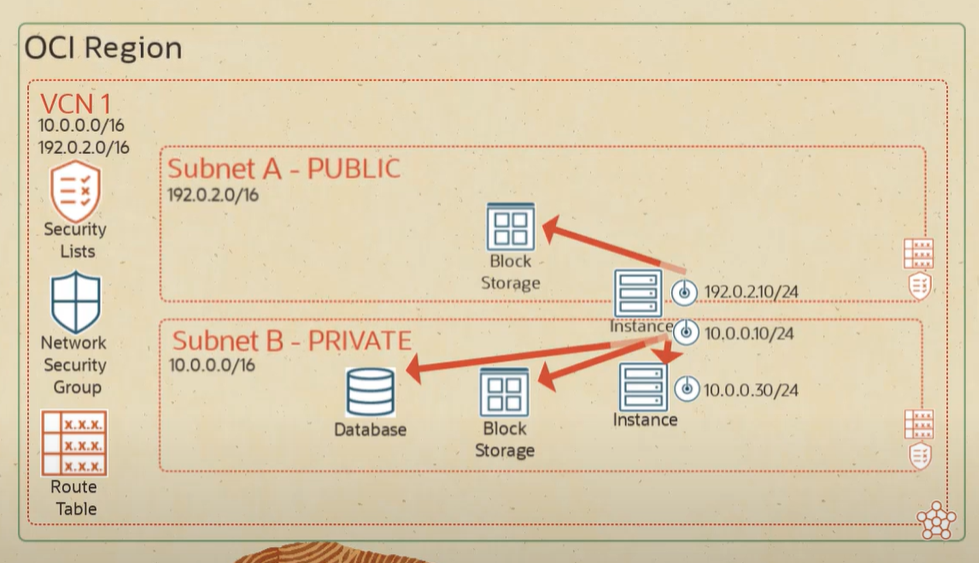 OCI Region
VCN 1
10.0.0.0/16
192.0.2.0/16
Security
Lists
Network
Security
Group
x.x.x.
x.x.x.
x.x.x.
Route
Table
Subnet A - PUBLIC
192.0.2.0/16
Block
Storage
Instance
192.0.2.10/24
10.0.0.10/24
Subnet B - PRIVATE
10.0.0.0/16
Database
Block
Storage
Instance
10.0.0.30/24